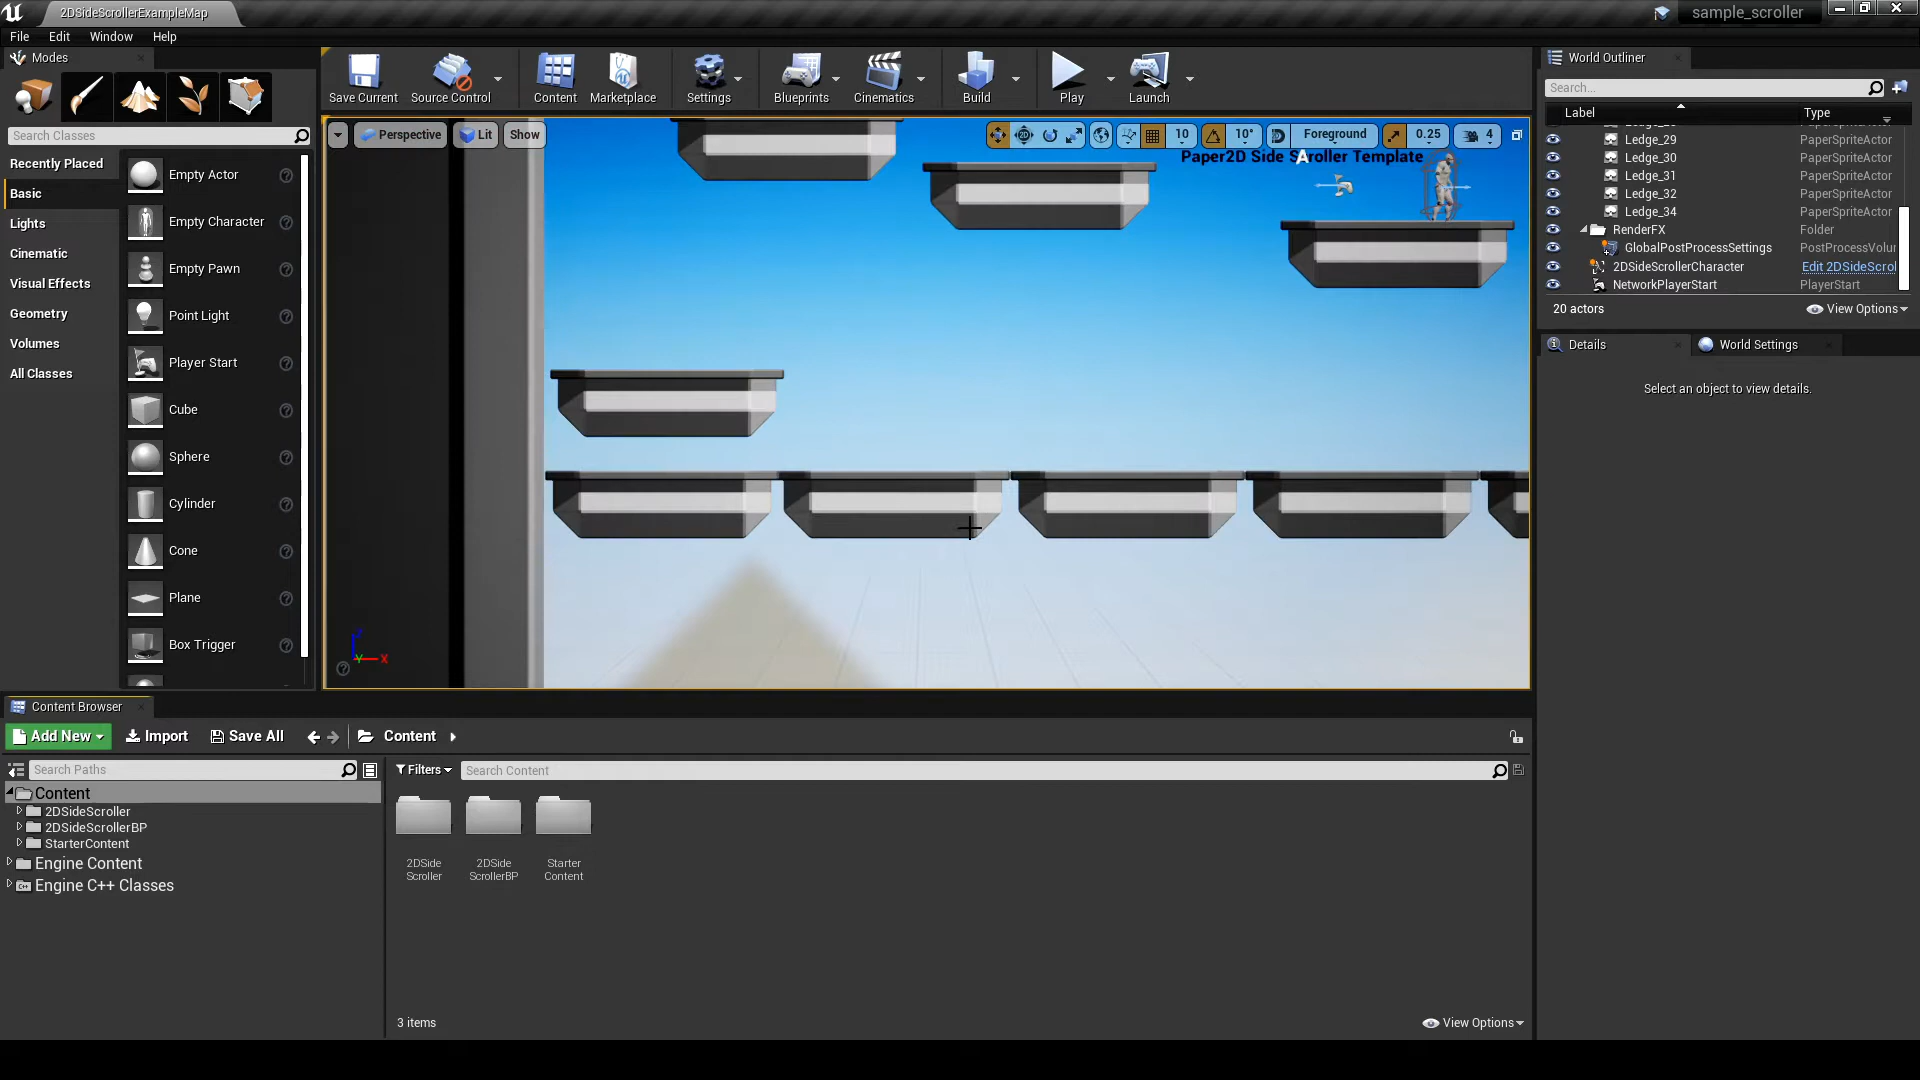 2DSideScrollerExampleMap
sample_scroller
File Edit Window Help
Modes
Search Classes
Recently Placed
Basic
Lights
Cinematic
Visual Effects
Geometry
Volumes
All Classes
Empty Actor
Empty Character
Empty Pawn
Point Light
Player Start
Cube
Sphere
Cylinder
Cone
Plane
Box Trigger
Save Current
Source Control
Content
Marketplace
Settings
Blueprints
Cinematics
Build
Play
Launch
Perspective Lit Show
10 10° Foreground 0.25 4
Paper2D Side Scroller Template
Z
Y X
World Outliner
Search...
Label Type
PaperSpriteActor
Ledge_29 PaperSpriteActor
Ledge_30 PaperSpriteActor
Ledge_31 PaperSpriteActor
Ledge_32 PaperSpriteActor
Ledge_34 PaperSpriteActor
RenderFX Folder
GlobalPostProcessSettings PostProcessVolu
2DSideScrollerCharacter Edit 2DSideScrol
NetworkPlayerStart PlayerStart
20 actors View Options
Details World Settings
Select an object to view details.
Content Browser
Add New Import Save All Content
Search Paths
Content
2DSideScroller
2DSideScrollerBP
StarterContent
Engine Content
Engine C++ Classes
Filters Search Content
2DSide
Scroller
2DSide
ScrollerBP
Starter
Content
3 items View Options